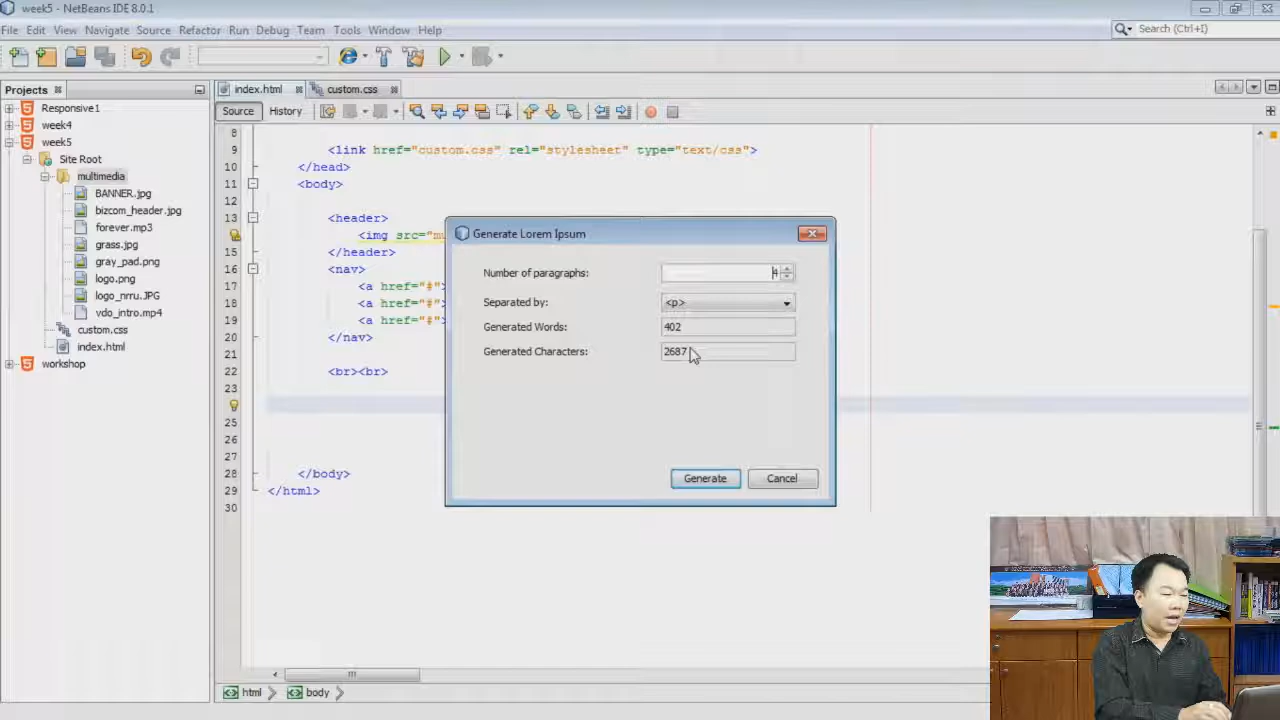 week5 - NetBeans IDE 8.0.1
File Edit View Navigate Source Refactor Run Debug Team Tools Window Help
Search (Ctrl+I)
Projects
index.html
custom.css
Source
History
Responsive1
week4
week5
Site Root
multimedia
BANNER.jpg
bizcom_header.jpg
forever.mp3
grass.jpg
gray_pad.png
logo.png
logo_nrru.JPG
vdo_intro.mp4
custom.css
index.html
workshop
8
9 <link href="custom.css" rel="stylesheet" type="text/css">
10 </head>
11 <body>
12
13 <header>
<img src="mu
15 </header>
16 <nav>
17 <a href="#"
18 <a href="#"
19 <a href="#"
20 </nav>
21
22 <br><br>
23
25
26
27
28 </body>
29 </html>
30
Generate Lorem Ipsum
Number of paragraphs: 4
Separated by: <p>
Generated Words: 402
Generated Characters: 2687
Generate
Cancel
html
body